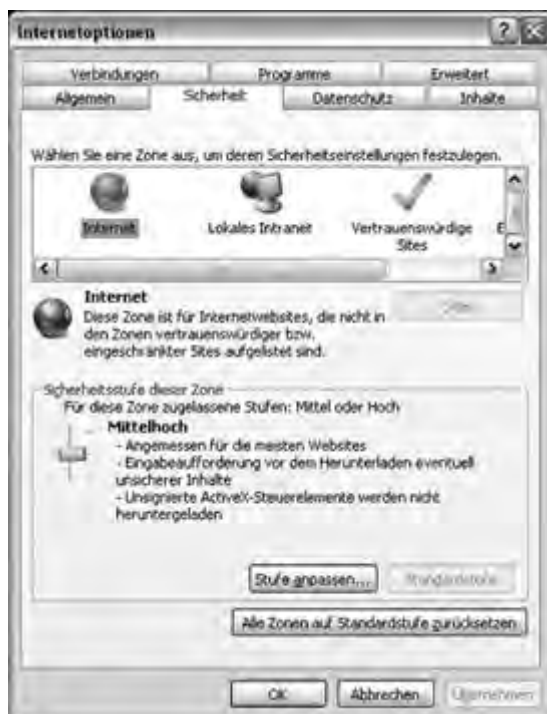 Internetoptionen
Verbindungen Programme Erweitert
Allgemein Sicherheit Datenschutz Inhalte
Wählen Sie eine Zone aus, um deren Sicherheitseinstellungen festzulegen.
Internet Lokales Intranet Vertrauenswürdige E
Sites
Internet
Sites
Diese Zone ist für Internetwebsites, die nicht in
den Zonen vertrauenswürdiger bzw.
eingeschränkter Sites aufgelistet sind.
Sicherheitsstufe dieser Zone
Für diese Zone zugelassene Stufen: Mittel oder Hoch
Mittelhoch
- Angemessen für die meisten Websites
- Eingabeaufforderung vor dem Herunterladen eventuell
unsicherer Inhalte
- Unsignierte ActiveX-Steuerelemente werden nicht
heruntergeladen
Stufe anpassen... Standardstufe
Alle Zonen auf Standardstufe zurücksetzen
OK Abbrechen Übernehmen